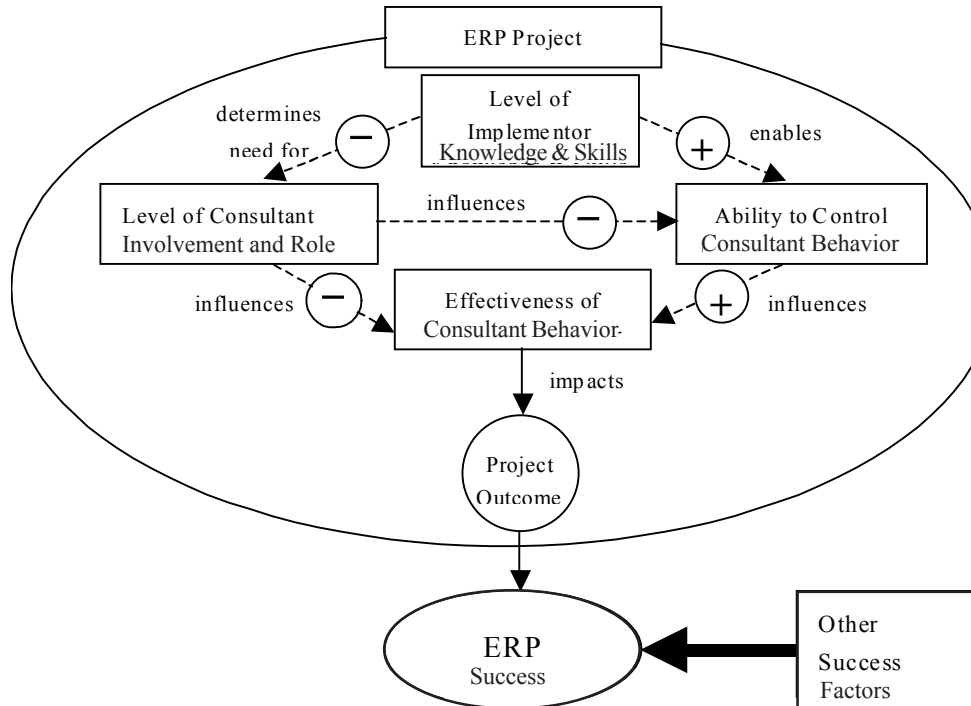 ERP Project
Level of
Implementor
Knowledge & Skills
determines
need for
−
+
enables
Level of Consultant
Involvement and Role
influences
−
Ability to Control
Consultant Behavior
influences
−
Effectiveness of
Consultant Behavior
+
influences
impacts
Project
Outcome
ERP
Success
Other
Success
Factors